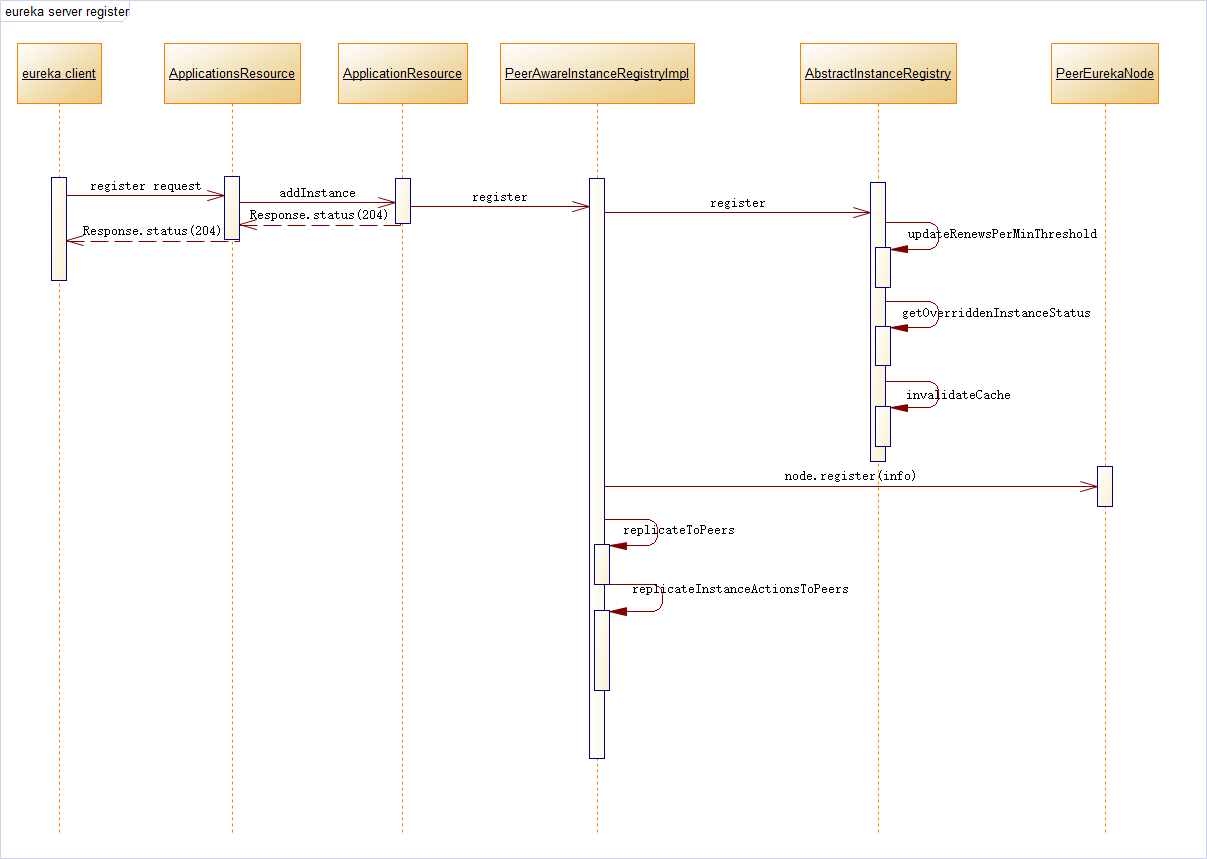 eureka server register
eureka client
ApplicationsResource
ApplicationResource
PeerAwareInstanceRegistryImpl
AbstractInstanceRegistry
PeerEurekaNode
register request
addInstance
register
register
Response.status(204)
Response.status(204)
updateRenewsPerMinThreshold
getOverriddenInstanceStatus
invalidateCache
node.register(info)
replicateToPeers
replicateInstanceActionsToPeers